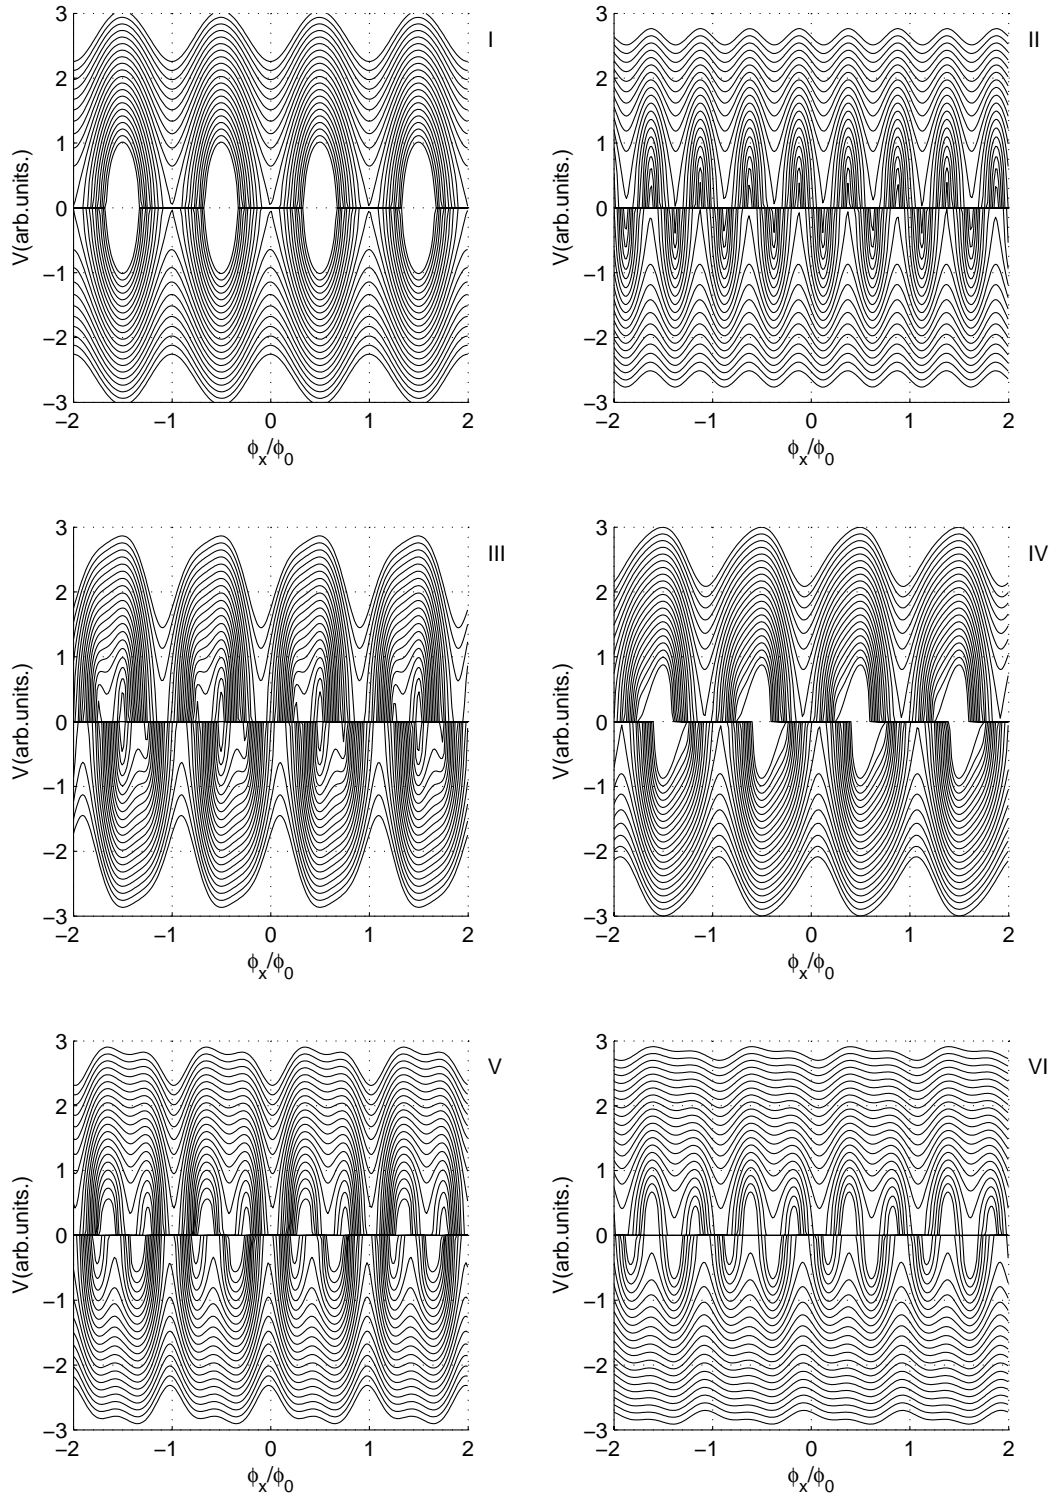 I
3
2
1
0
−1
−2
−3
V(arb.units.)
−2 −1 0 1 2
ϕx/ϕ0
II
3
2
1
0
−1
−2
−3
V(arb.units.)
−2 −1 0 1 2
ϕx/ϕ0
III
3
2
1
0
−1
−2
−3
V(arb.units.)
−2 −1 0 1 2
ϕx/ϕ0
IV
3
2
1
0
−1
−2
−3
V(arb.units.)
−2 −1 0 1 2
ϕx/ϕ0
V
3
2
1
0
−1
−2
−3
V(arb.units.)
−2 −1 0 1 2
ϕx/ϕ0
VI
3
2
1
0
−1
−2
−3
V(arb.units.)
−2 −1 0 1 2
ϕx/ϕ0